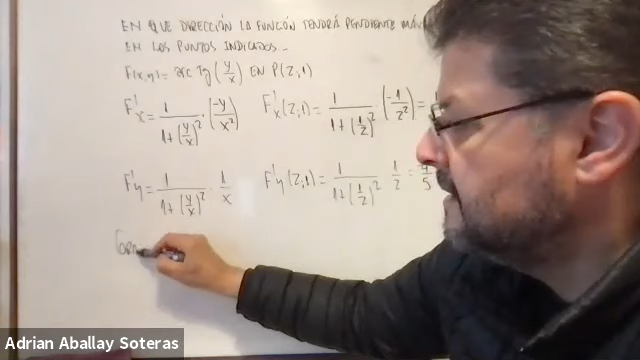 EN QUE DIRECCIÓN LA FUNCIÓN TENDRÁ PENDIENTE
EN LOS PUNTOS INDICADOS.
F(x,y)= arc Tg(y/x) EN P(2;1)
F'x = 1/(1+(y/x)²) · (-y/x²) F'x(2;1) = 1/(1+(1/2)²) · (-1/2²) =
F'y = 1/(1+(y/x)²) · 1/x F'y(2;1) = 1/(1+(1/2)²) 1/2 =
Adrian Aballay Soteras